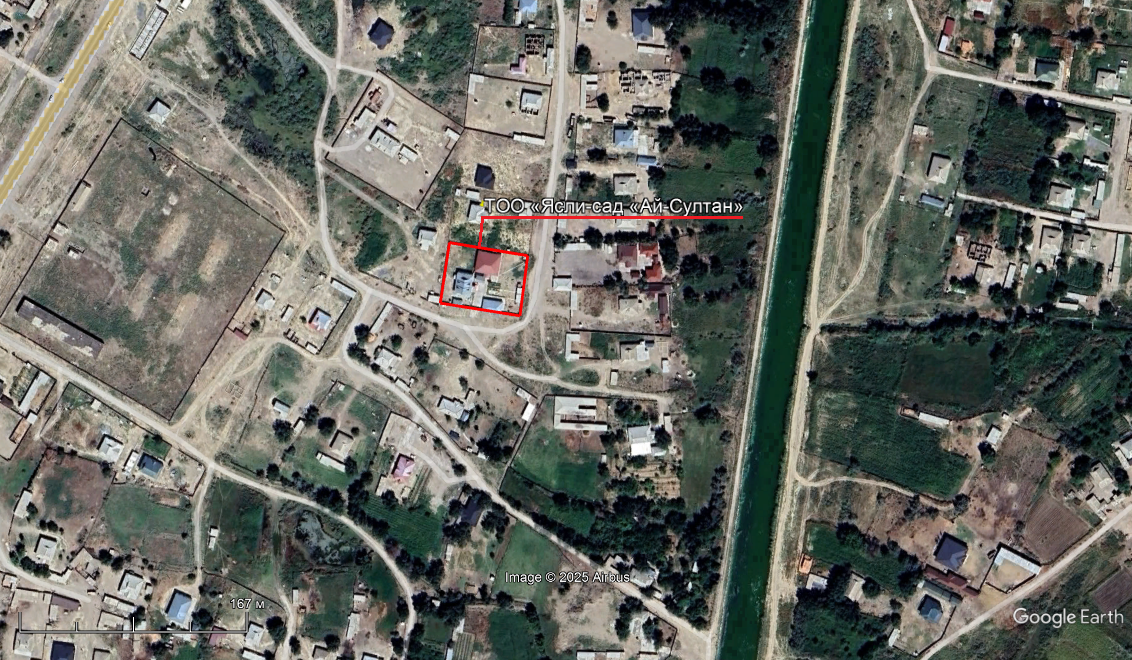 ТОО «Ясли-сад «Ай-Султан»
Image © 2025 Airbus
167 м
Google Earth